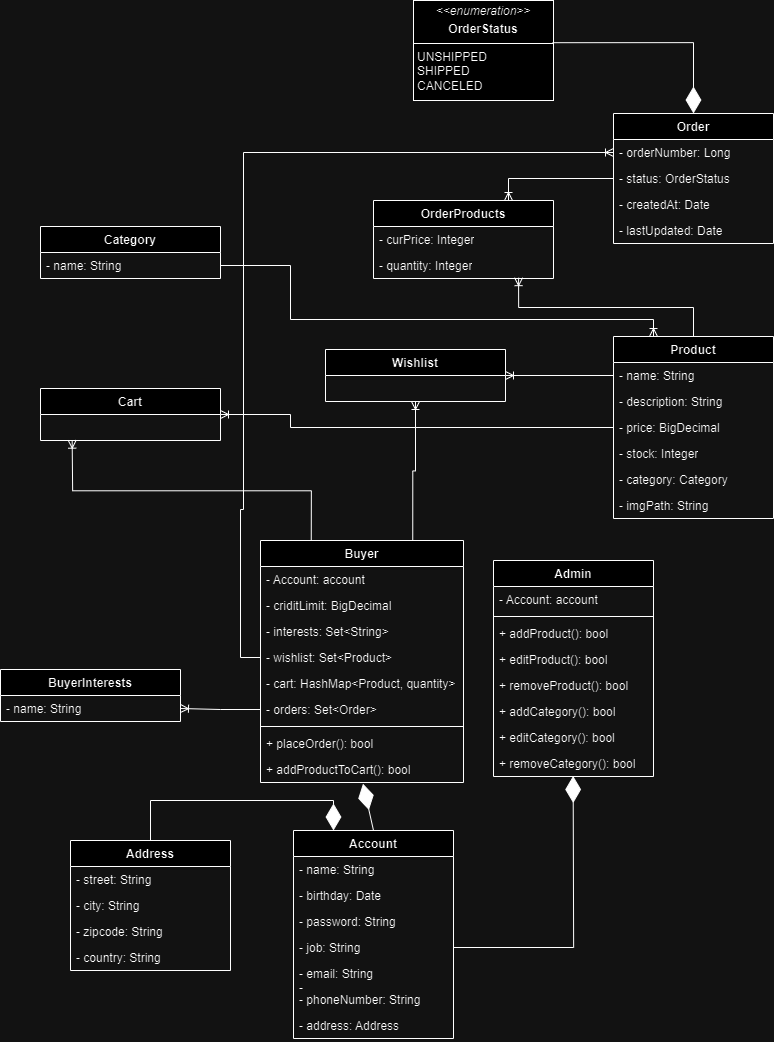 <<enumeration>>
OrderStatus
UNSHIPPED
SHIPPED
CANCELED
Order
- orderNumber: Long
- status: OrderStatus
- createdAt: Date
- lastUpdated: Date
OrderProducts
- curPrice: Integer
- quantity: Integer
Category
- name: String
Product
- name: String
- description: String
- price: BigDecimal
- stock: Integer
- category: Category
- imgPath: String
Wishlist
Cart
Buyer
- Account: account
- criditLimit: BigDecimal
- interests: Set<String>
- wishlist: Set<Product>
- cart: HashMap<Product, quantity>
- orders: Set<Order>
+ placeOrder(): bool
+ addProductToCart(): bool
Admin
- Account: account
+ addProduct(): bool
+ editProduct(): bool
+ removeProduct(): bool
+ addCategory(): bool
+ editCategory(): bool
+ removeCategory(): bool
BuyerInterests
- name: String
Address
- street: String
- city: String
- zipcode: String
- country: String
Account
- name: String
- birthday: Date
- password: String
- job: String
- email: String
-
- phoneNumber: String
- address: Address